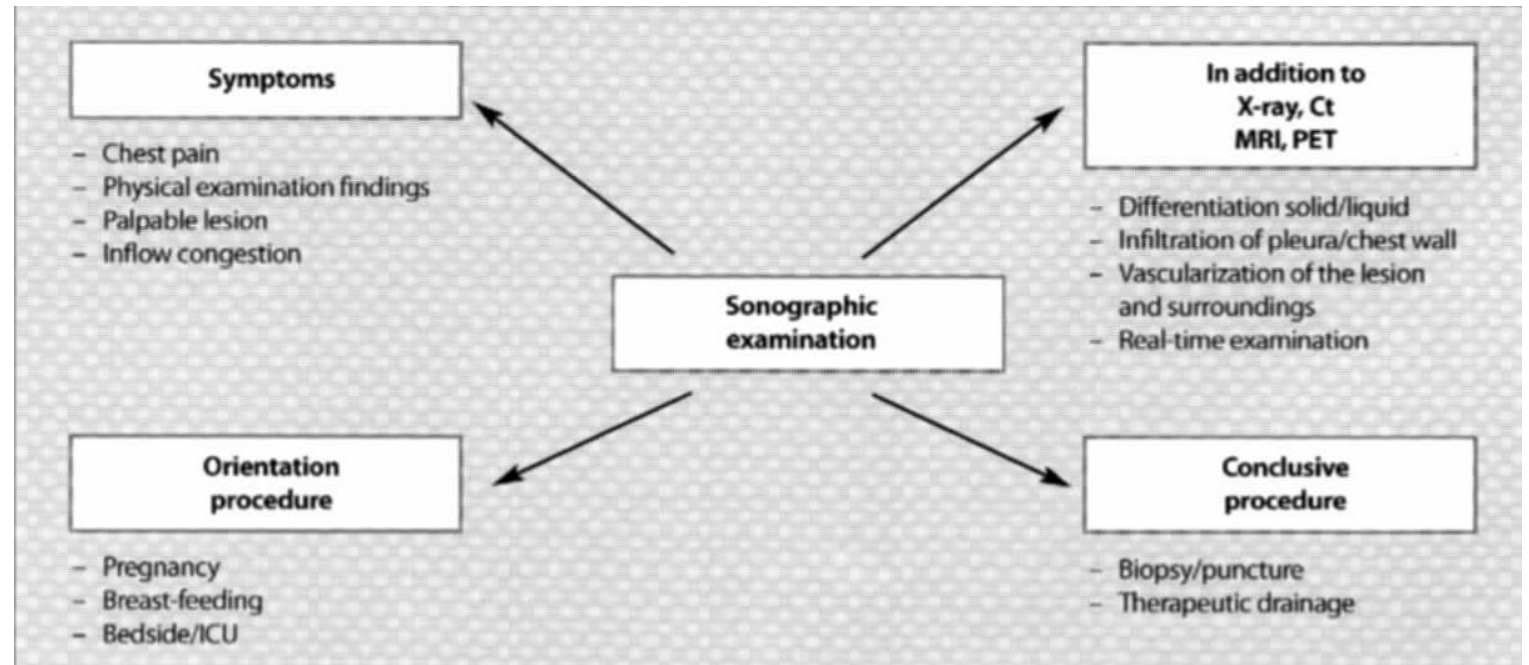 Symptoms
– Chest pain
– Physical examination findings
– Palpable lesion
– Inflow congestion
In addition to
X-ray, Ct
MRI, PET
– Differentiation solid/liquid
– Infiltration of pleura/chest wall
– Vascularization of the lesion
and surroundings
– Real-time examination
Sonographic
examination
Orientation
procedure
– Pregnancy
– Breast-feeding
– Bedside/ICU
Conclusive
procedure
– Biopsy/puncture
– Therapeutic drainage